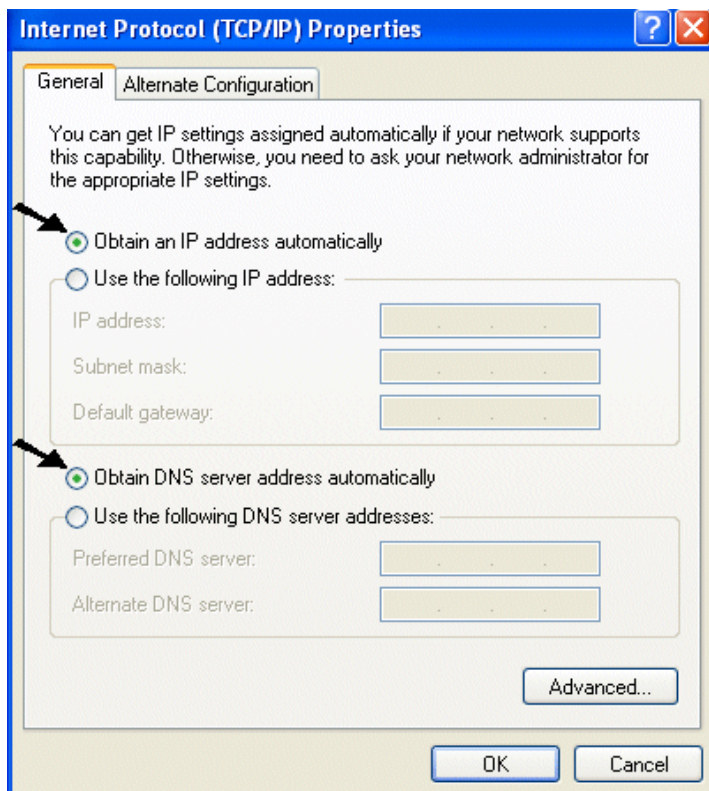 Internet Protocol (TCP/IP) Properties
General
Alternate Configuration
You can get IP settings assigned automatically if your network supports
this capability. Otherwise, you need to ask your network administrator for
the appropriate IP settings.
Obtain an IP address automatically
Use the following IP address:
IP address:
Subnet mask:
Default gateway:
Obtain DNS server address automatically
Use the following DNS server addresses:
Preferred DNS server:
Alternate DNS server:
Advanced...
OK
Cancel